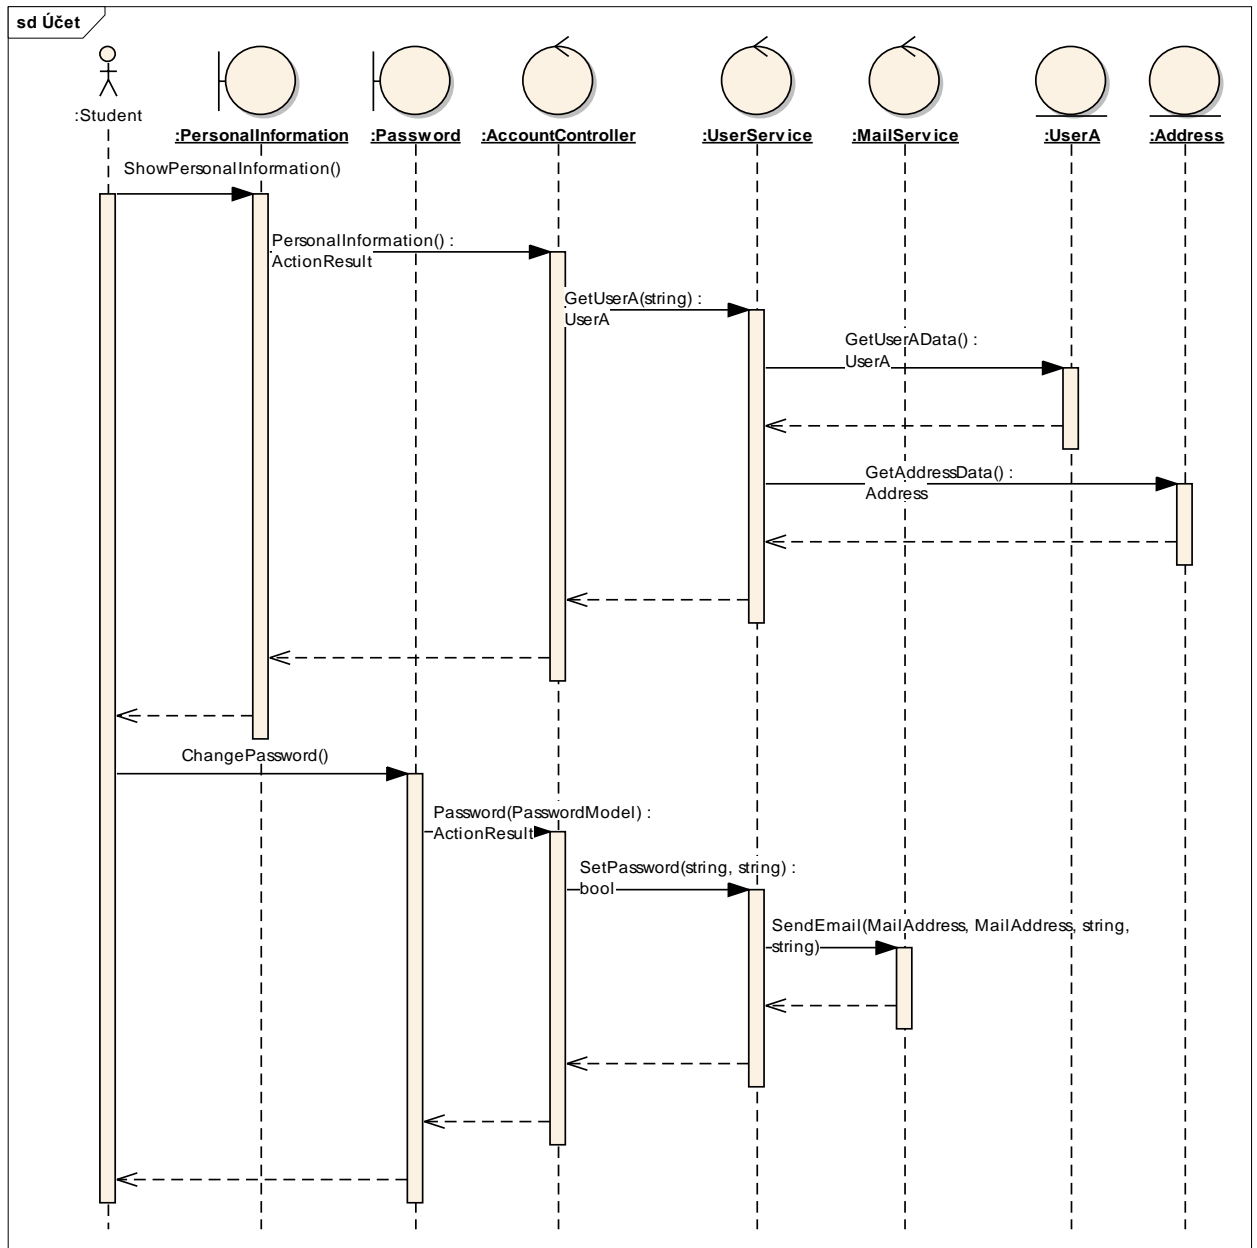 sd Účet
:Student
:PersonalInformation
:Password
:AccountController
:UserService
:MailService
:UserA
:Address
ShowPersonalInformation()
PersonalInformation() :
ActionResult
GetUserA(string) :
UserA
GetUserAData() :
UserA
GetAddressData() :
Address
ChangePassword()
Password(PasswordModel) :
ActionResult
SetPassword(string, string) :
bool
SendEmail(MailAddress, MailAddress, string,
string)